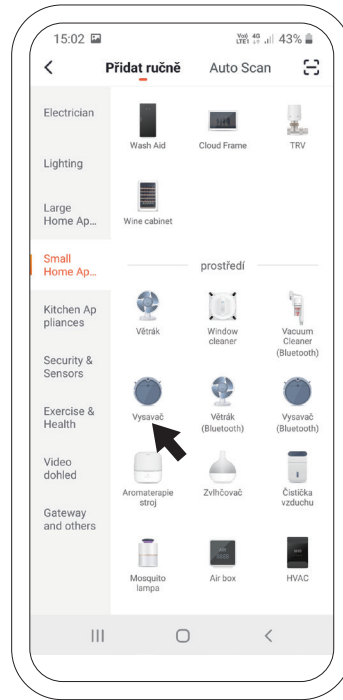 15:02 43%
Přidat ručně Auto Scan
Electrician
Lighting
Large
Home Ap...
Small
Home Ap...
Kitchen Ap
pliances
Security &
Sensors
Exercise &
Health
Video
dohled
Gateway
and others
Wash Aid Cloud Frame TRV
Wine cabinet
prostředí
Větrák Window
cleaner Vacuum
Cleaner
(Bluetooth)
Vysavač Větrák
(Bluetooth) Vysavač
(Bluetooth)
Aromaterapie
stroj Zvlhčovač Čistička
vzduchu
Mosquito
lampa Air box HVAC